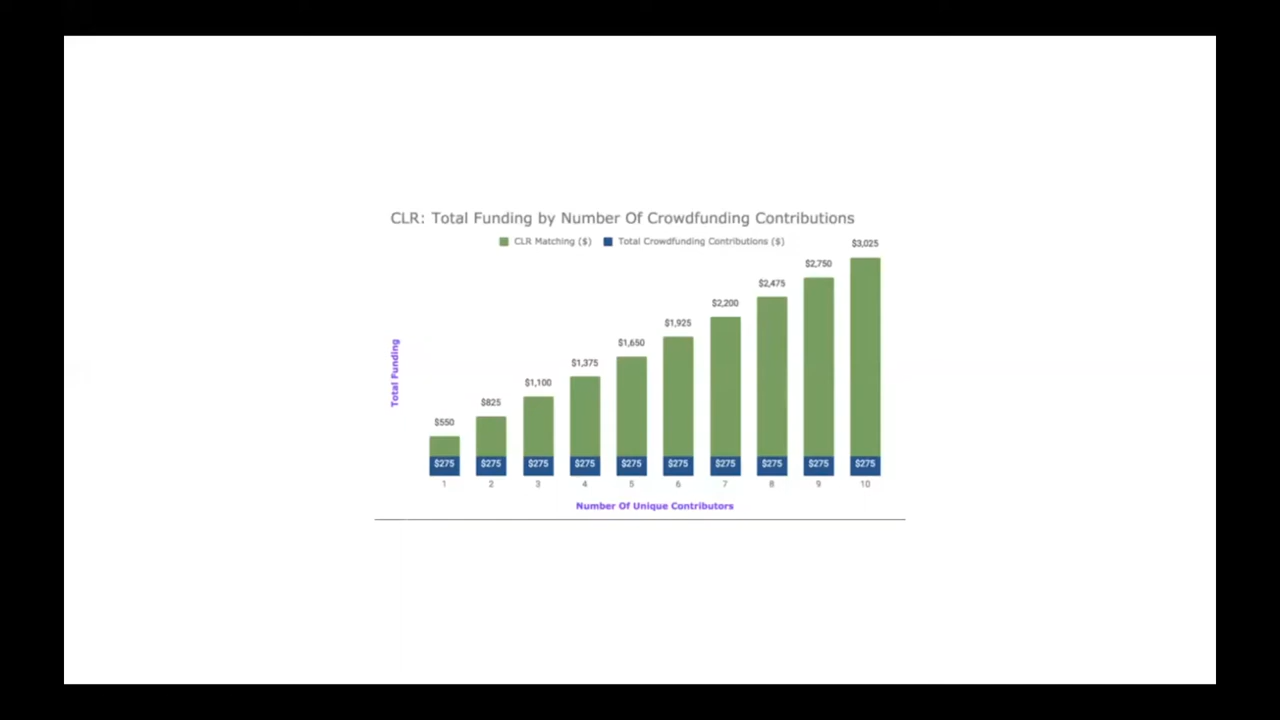 CLR: Total Funding by Number Of Crowdfunding Contributions
CLR Matching ($) Total Crowdfunding Contributions ($)
$3,025
$2,750
$2,475
$2,200
$1,925
$1,650
$1,375
$1,100
$825
$550
Total Funding
$275 $275 $275 $275 $275 $275 $275 $275 $275 $275
1 2 3 4 5 6 7 8 9 10
Number Of Unique Contributors